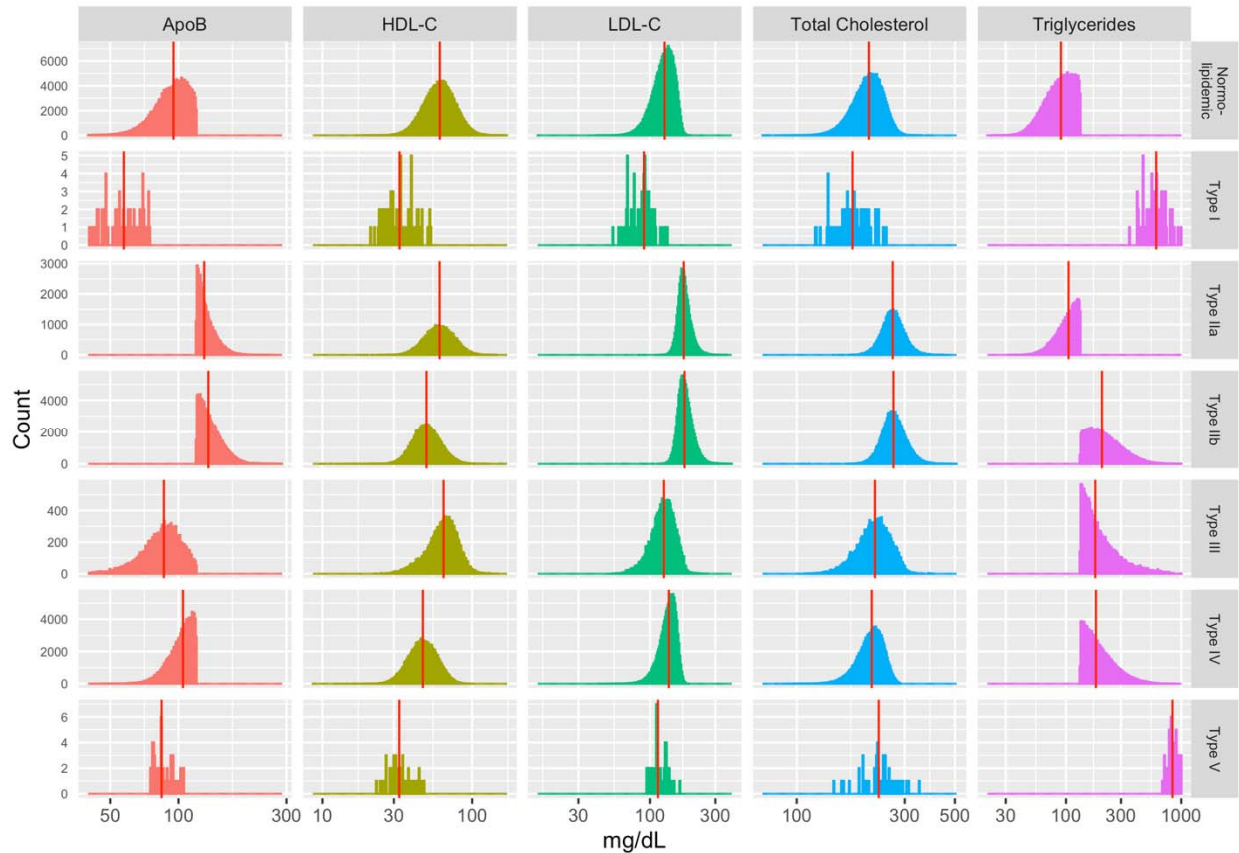 ApoB HDL-C LDL-C Total Cholesterol Triglycerides
6000
4000
2000
0
Normo-
lipidemic
5
4
3
2
1
0
Type I
3000
2000
1000
0
Type IIa
4000
2000
0
Type IIb
400
200
0
Type III
4000
2000
0
Type IV
6
4
2
0
Type V
Count
50 100 300 10 30 100 30 100 300 100 300 500 30 100 300 1000
mg/dL